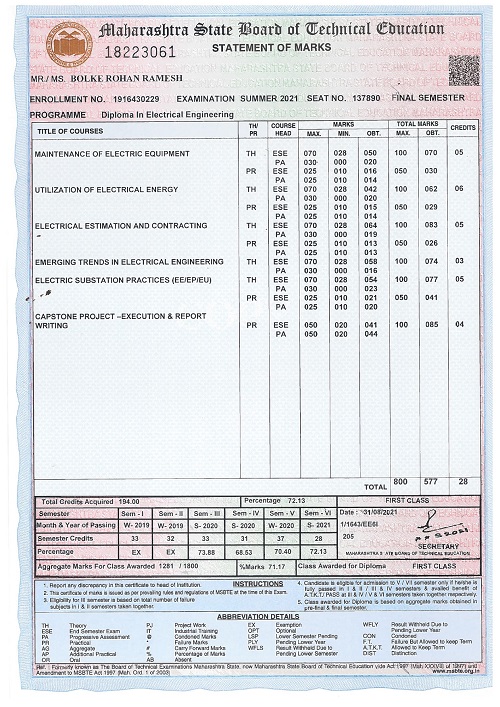 Maharashtra State Board of Technical Education
18223061
STATEMENT OF MARKS
MR / MS. BOLKE ROHAN RAMESH
ENROLLMENT NO. 1916430229 EXAMINATION SUMMER 2021 SEAT NO. 137890 FINAL SEMESTER
PROGRAMME Diploma In Electrical Engineering
TITLE OF COURSES TH/ PR COURSE HEAD MARKS MAX. MIN. OBT. TOTAL MARKS MAX. OBT. CREDITS
MAINTENANCE OF ELECTRIC EQUIPMENT TH ESE 070 028 050 100 070 05
PA 030 000 020
PR ESE 025 010 016 050 030
PA 025 010 014
UTILIZATION OF ELECTRICAL ENERGY TH ESE 070 028 042 100 062 06
PA 030 000 020
PR ESE 025 010 015 050 029
PA 025 010 014
ELECTRICAL ESTIMATION AND CONTRACTING TH ESE 070 028 064 100 083 05
PA 030 000 019
PR ESE 025 010 013 050 026
PA 025 010 013
EMERGING TRENDS IN ELECTRICAL ENGINEERING TH ESE 070 028 058 100 074 03
PA 030 000 016
ELECTRIC SUBSTATION PRACTICES (EE/EP/EU) TH ESE 070 028 054 100 077 05
PA 030 000 023
PR ESE 025 010 021 050 041
PA 025 010 020
CAPSTONE PROJECT –EXECUTION & REPORT
WRITING PR ESE 050 020 041 100 085 04
PA 050 020 044
TOTAL 800 577 28
Total Credits Acquired 194.00 Percentage 72.13 FIRST CLASS
Semester Sem - I Sem - II Sem - III Sem - IV Sem - V Sem - VI Date : 31/08/2021
Month & Year of Passing W- 2019 W- 2019 S- 2020 S- 2020 W- 2020 S- 2021 1/1643/EE6I
Semester Credits 33 32 33 31 37 28 205
Percentage EX EX 73.88 68.53 70.40 72.13
SECRETARY
MAHARASHTRA STATE BOARD OF TECHNICAL EDUCATION
Aggregate Marks For Class Awarded 1281 / 1800 %Marks 71.17 Class Awarded for Diploma FIRST CLASS
INSTRUCTIONS
1. Report any discrepancy in this certificate to head of Institution.
2. This certificate of marks is issued as per prevailing rules and regulations of MSBTE at the time of this Exam.
3. Eligibility for III semester is based on total number of failure
subjects in I & II semesters taken together.
4. Candidate is eligible for admission to V / VI semester only if he/she is
fully passed in I & II / III & IV semesters & availed benefit of
A.T.K.T./ PASS at III & IV / V & VI semesters taken together respectively.
5. Class awarded for Diploma is based on aggregate marks obtained in
pre-final & final semester.
ABBREVIATION DETAILS
TH Theory PJ Project Work EX Exemption WFLY Result Withheld Due to
ESE End Semester Exam IT Industrial Training OPT Optional Pending Lower Year
PA Progressive Assessment @ Condoned Marks LSP Lower Semester Pending CON Condoned
PR Practical * Failure Marks PLY Pending Lower Year F.T. Failure But Allowed to keep Term
AG Aggregate # Carry Forward Marks WFLS Result Withheld Due to A.T.K.T. Allowed to Keep Term
AP Additional Practical % Percentage of Marks Pending Lower Semester DIST Distinction
OR Oral AB Absent
Ref. : Formerly known as The Board of Technical Examinations Maharashtra State, now Maharashtra State Board of Technical Education vide Act 1997 (Mah XXXVIII of 1997) and
Amendment to MSBTE Act 1997 (Mah. Ord. 1 of 2003)
www.msbte.org.in